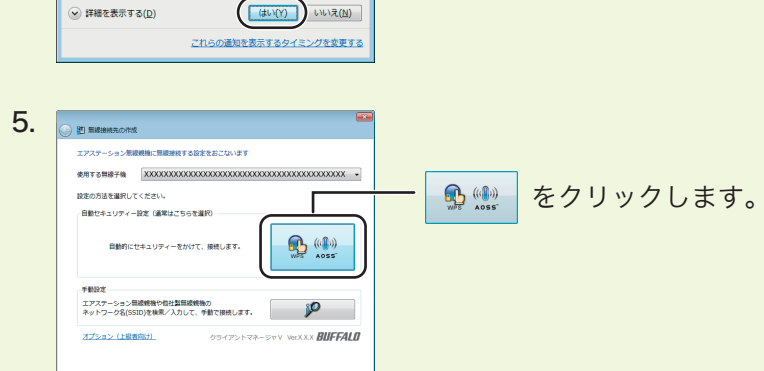 詳細を表示する(D)
はい(Y)
いいえ(N)
これらの通知を表示するタイミングを変更する
5.
無線接続先の作成
エアステーション無線親機に無線接続する設定をおこないます
使用する無線子機
XXXXXXXXXXXXXXXXXXXXXXXXXXXXXXXXXXXXXXXXX
設定の方法を選択してください。
自動セキュリティー設定（通常はこちらを選択）
自動的にセキュリティーをかけて、接続します。
WPS AOSS™
WPS AOSS™ をクリックします。
手動設定
エアステーション無線親機や他社製無線親機の
ネットワーク名(SSID)を検索／入力して、手動で接続します。
オプション（上級者向け）
クライアントマネージャV Ver.X.X.X BUFFALO